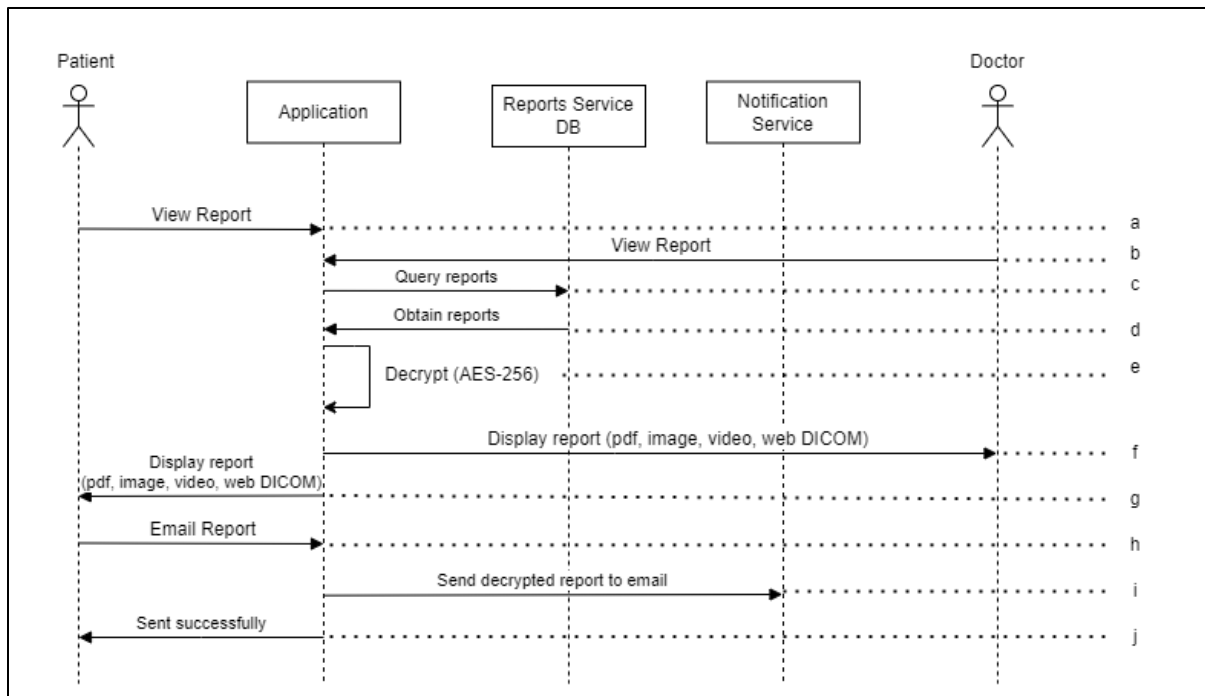 Patient
Doctor
Application
Reports Service
DB
Notification
Service
View Report
a
View Report
b
Query reports
c
Obtain reports
d
Decrypt (AES-256)
e
Display report (pdf, image, video, web DICOM)
f
Display report
(pdf, image, video, web DICOM)
g
Email Report
h
Send decrypted report to email
i
Sent successfully
j